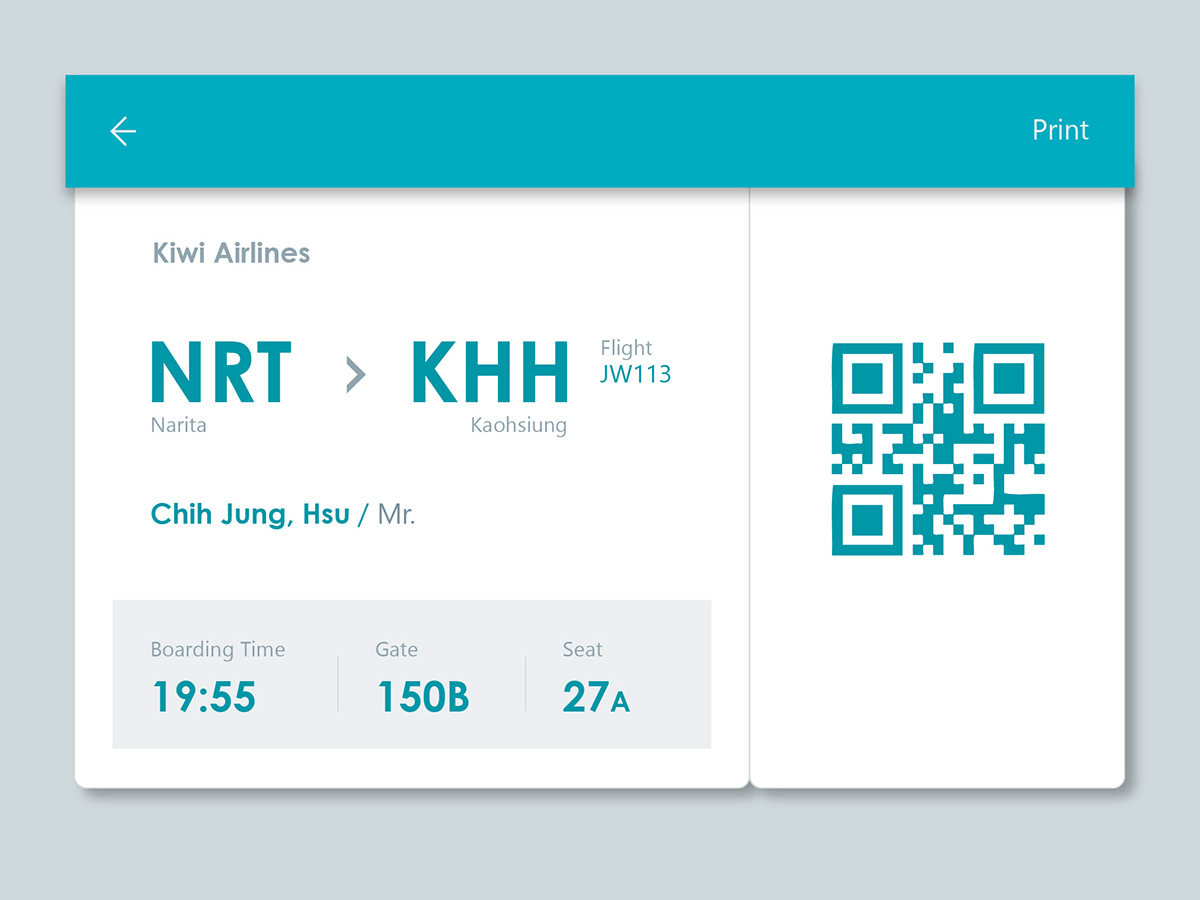 Print
Kiwi Airlines
NRT > KHH
Narita
Kaohsiung
Flight
JW113
Chih Jung, Hsu / Mr.
Boarding Time
19:55
Gate
150B
Seat
27A